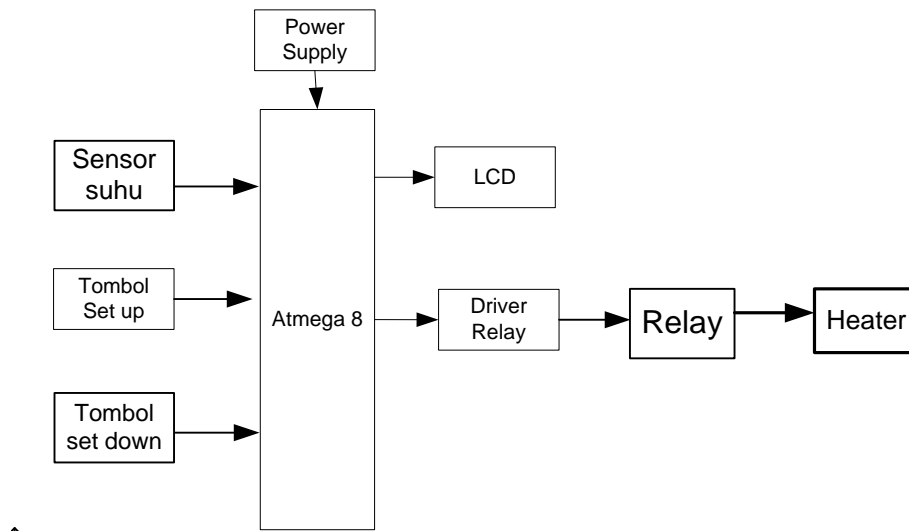 Power
Supply
Sensor
suhu
LCD
Tombol
Set up
Atmega 8
Driver
Relay
Relay
Heater
Tombol
set down